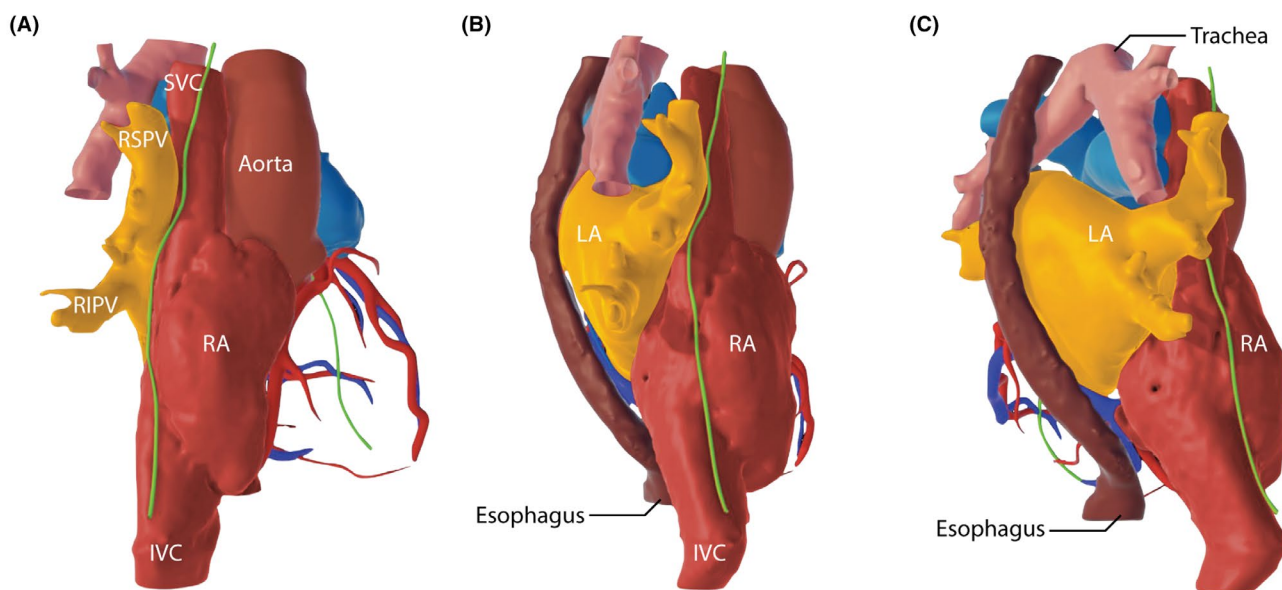 (A)
SVC
RSPV
Aorta
RIPV
RA
IVC
(B)
LA
RA
Esophagus
IVC
(C)
Trachea
LA
RA
Esophagus